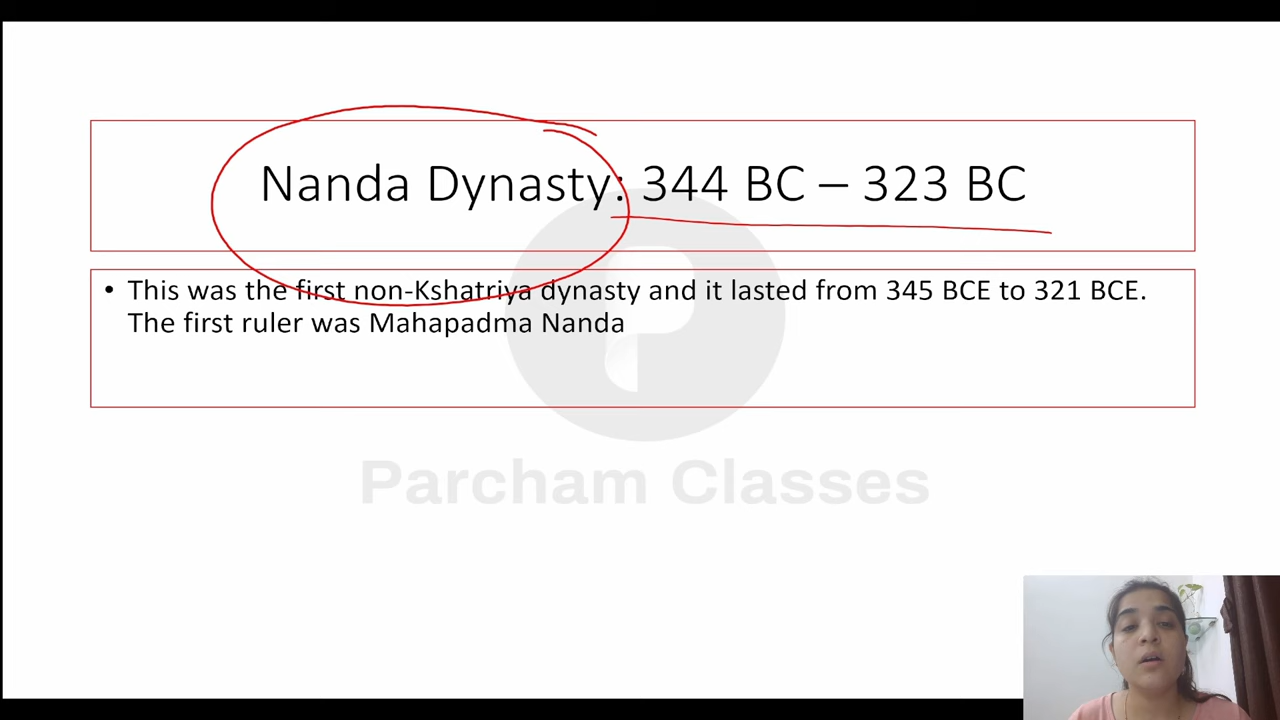 Nanda Dynasty: 344 BC – 323 BC
• This was the first non-Kshatriya dynasty and it lasted from 345 BCE to 321 BCE.
The first ruler was Mahapadma Nanda
Parcham Classes